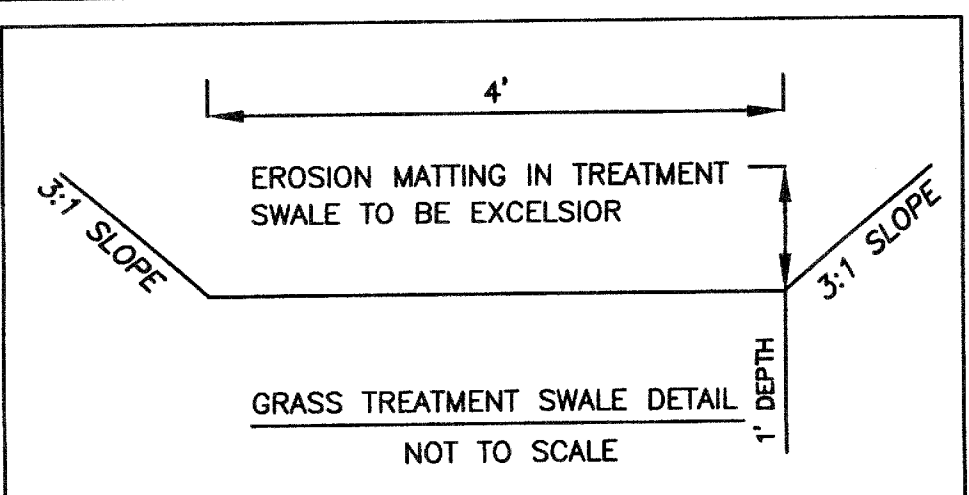 4'
EROSION MATTING IN TREATMENT
SWALE TO BE EXCELSIOR
3:1 SLOPE
3:1 SLOPE
1' DEPTH
GRASS TREATMENT SWALE DETAIL
NOT TO SCALE